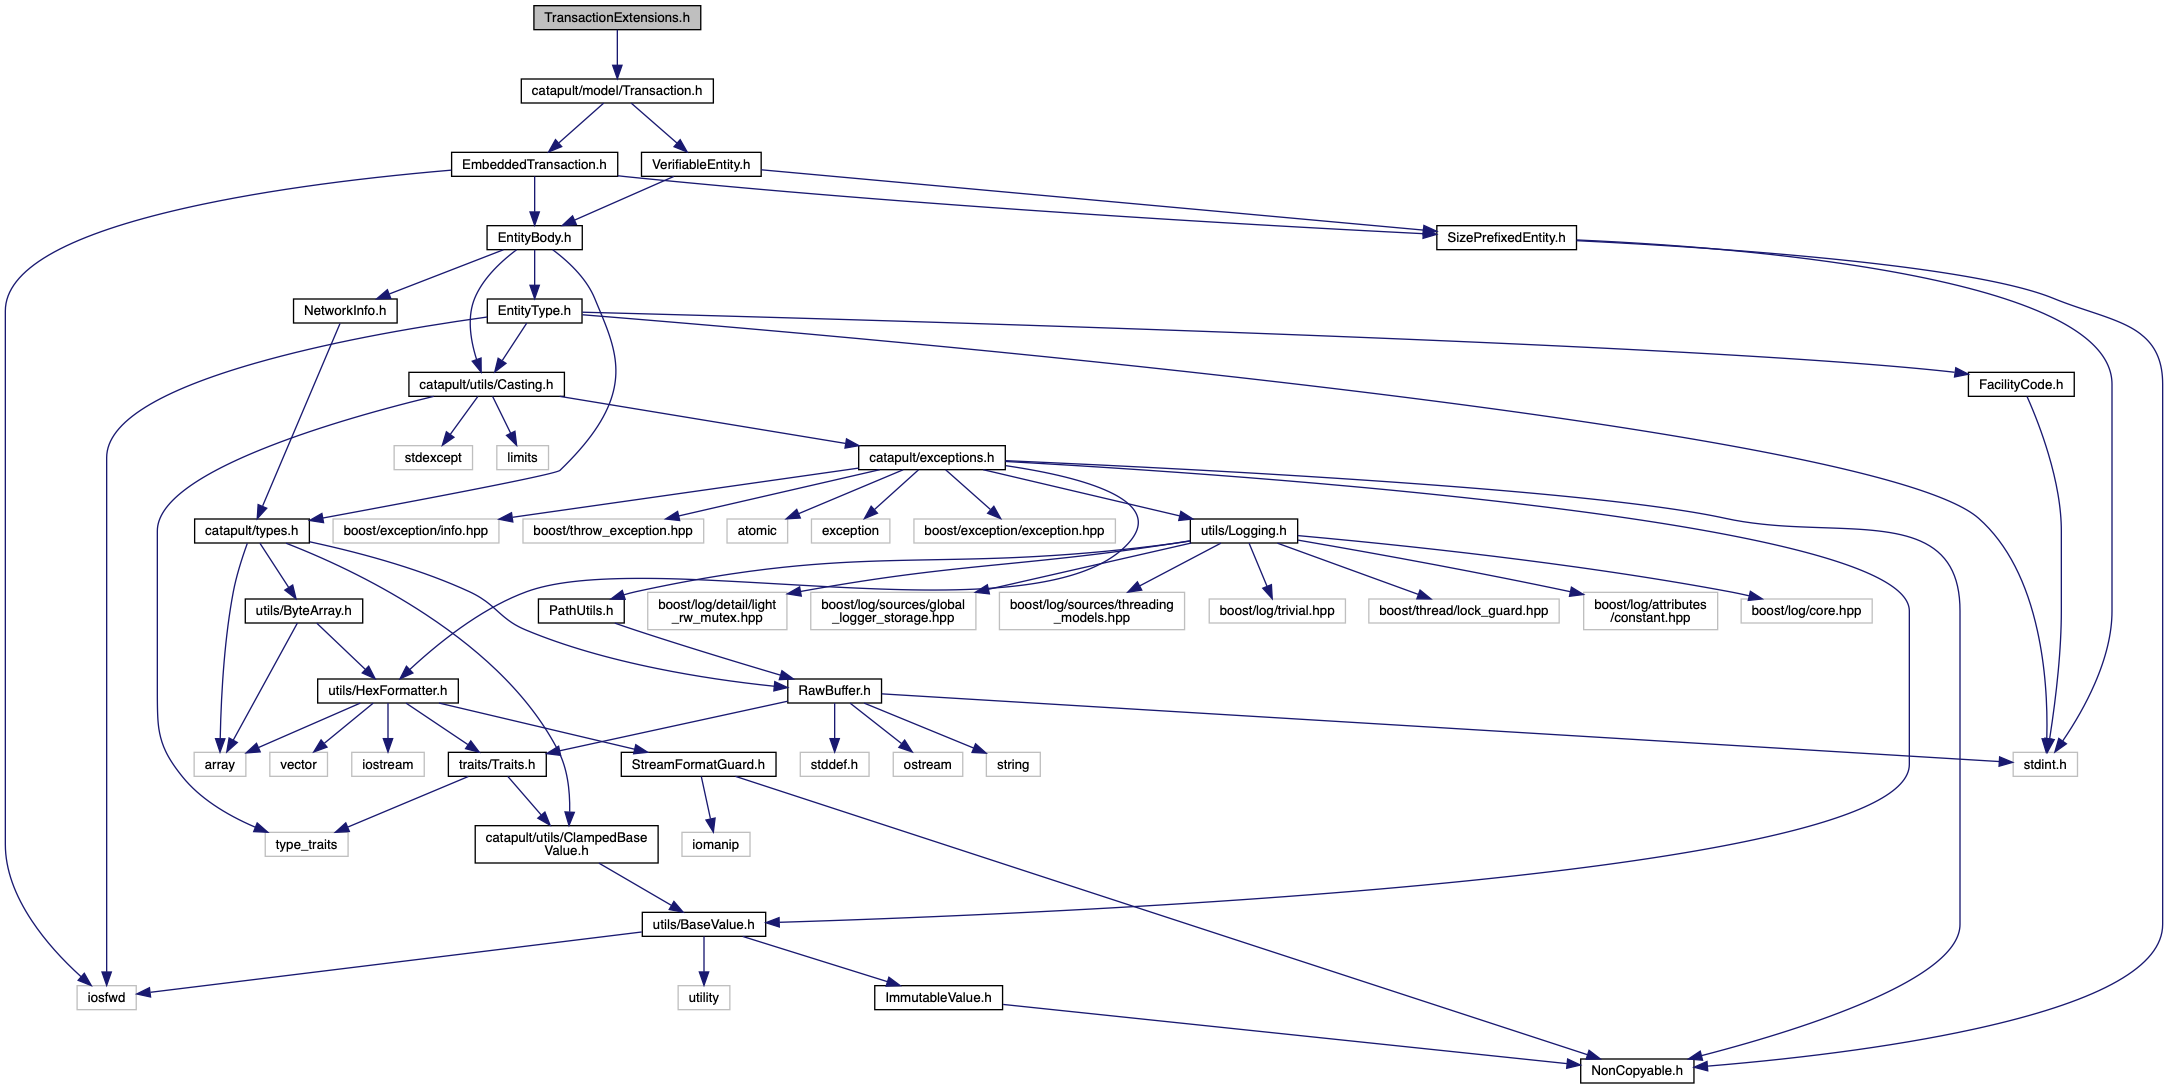 TransactionExtensions.h
catapult/model/Transaction.h
EmbeddedTransaction.h
VerifiableEntity.h
EntityBody.h
SizePrefixedEntity.h
NetworkInfo.h
EntityType.h
catapult/utils/Casting.h
FacilityCode.h
stdexcept
limits
catapult/exceptions.h
catapult/types.h
boost/exception/info.hpp
boost/throw_exception.hpp
atomic
exception
boost/exception/exception.hpp
utils/Logging.h
utils/ByteArray.h
PathUtils.h
boost/log/detail/light
_rw_mutex.hpp
boost/log/sources/global
_logger_storage.hpp
boost/log/sources/threading
_models.hpp
boost/log/trivial.hpp
boost/thread/lock_guard.hpp
boost/log/attributes
/constant.hpp
boost/log/core.hpp
utils/HexFormatter.h
RawBuffer.h
array
vector
iostream
traits/Traits.h
StreamFormatGuard.h
stddef.h
ostream
string
stdint.h
type_traits
catapult/utils/ClampedBase
Value.h
iomanip
utils/BaseValue.h
iosfwd
utility
ImmutableValue.h
NonCopyable.h